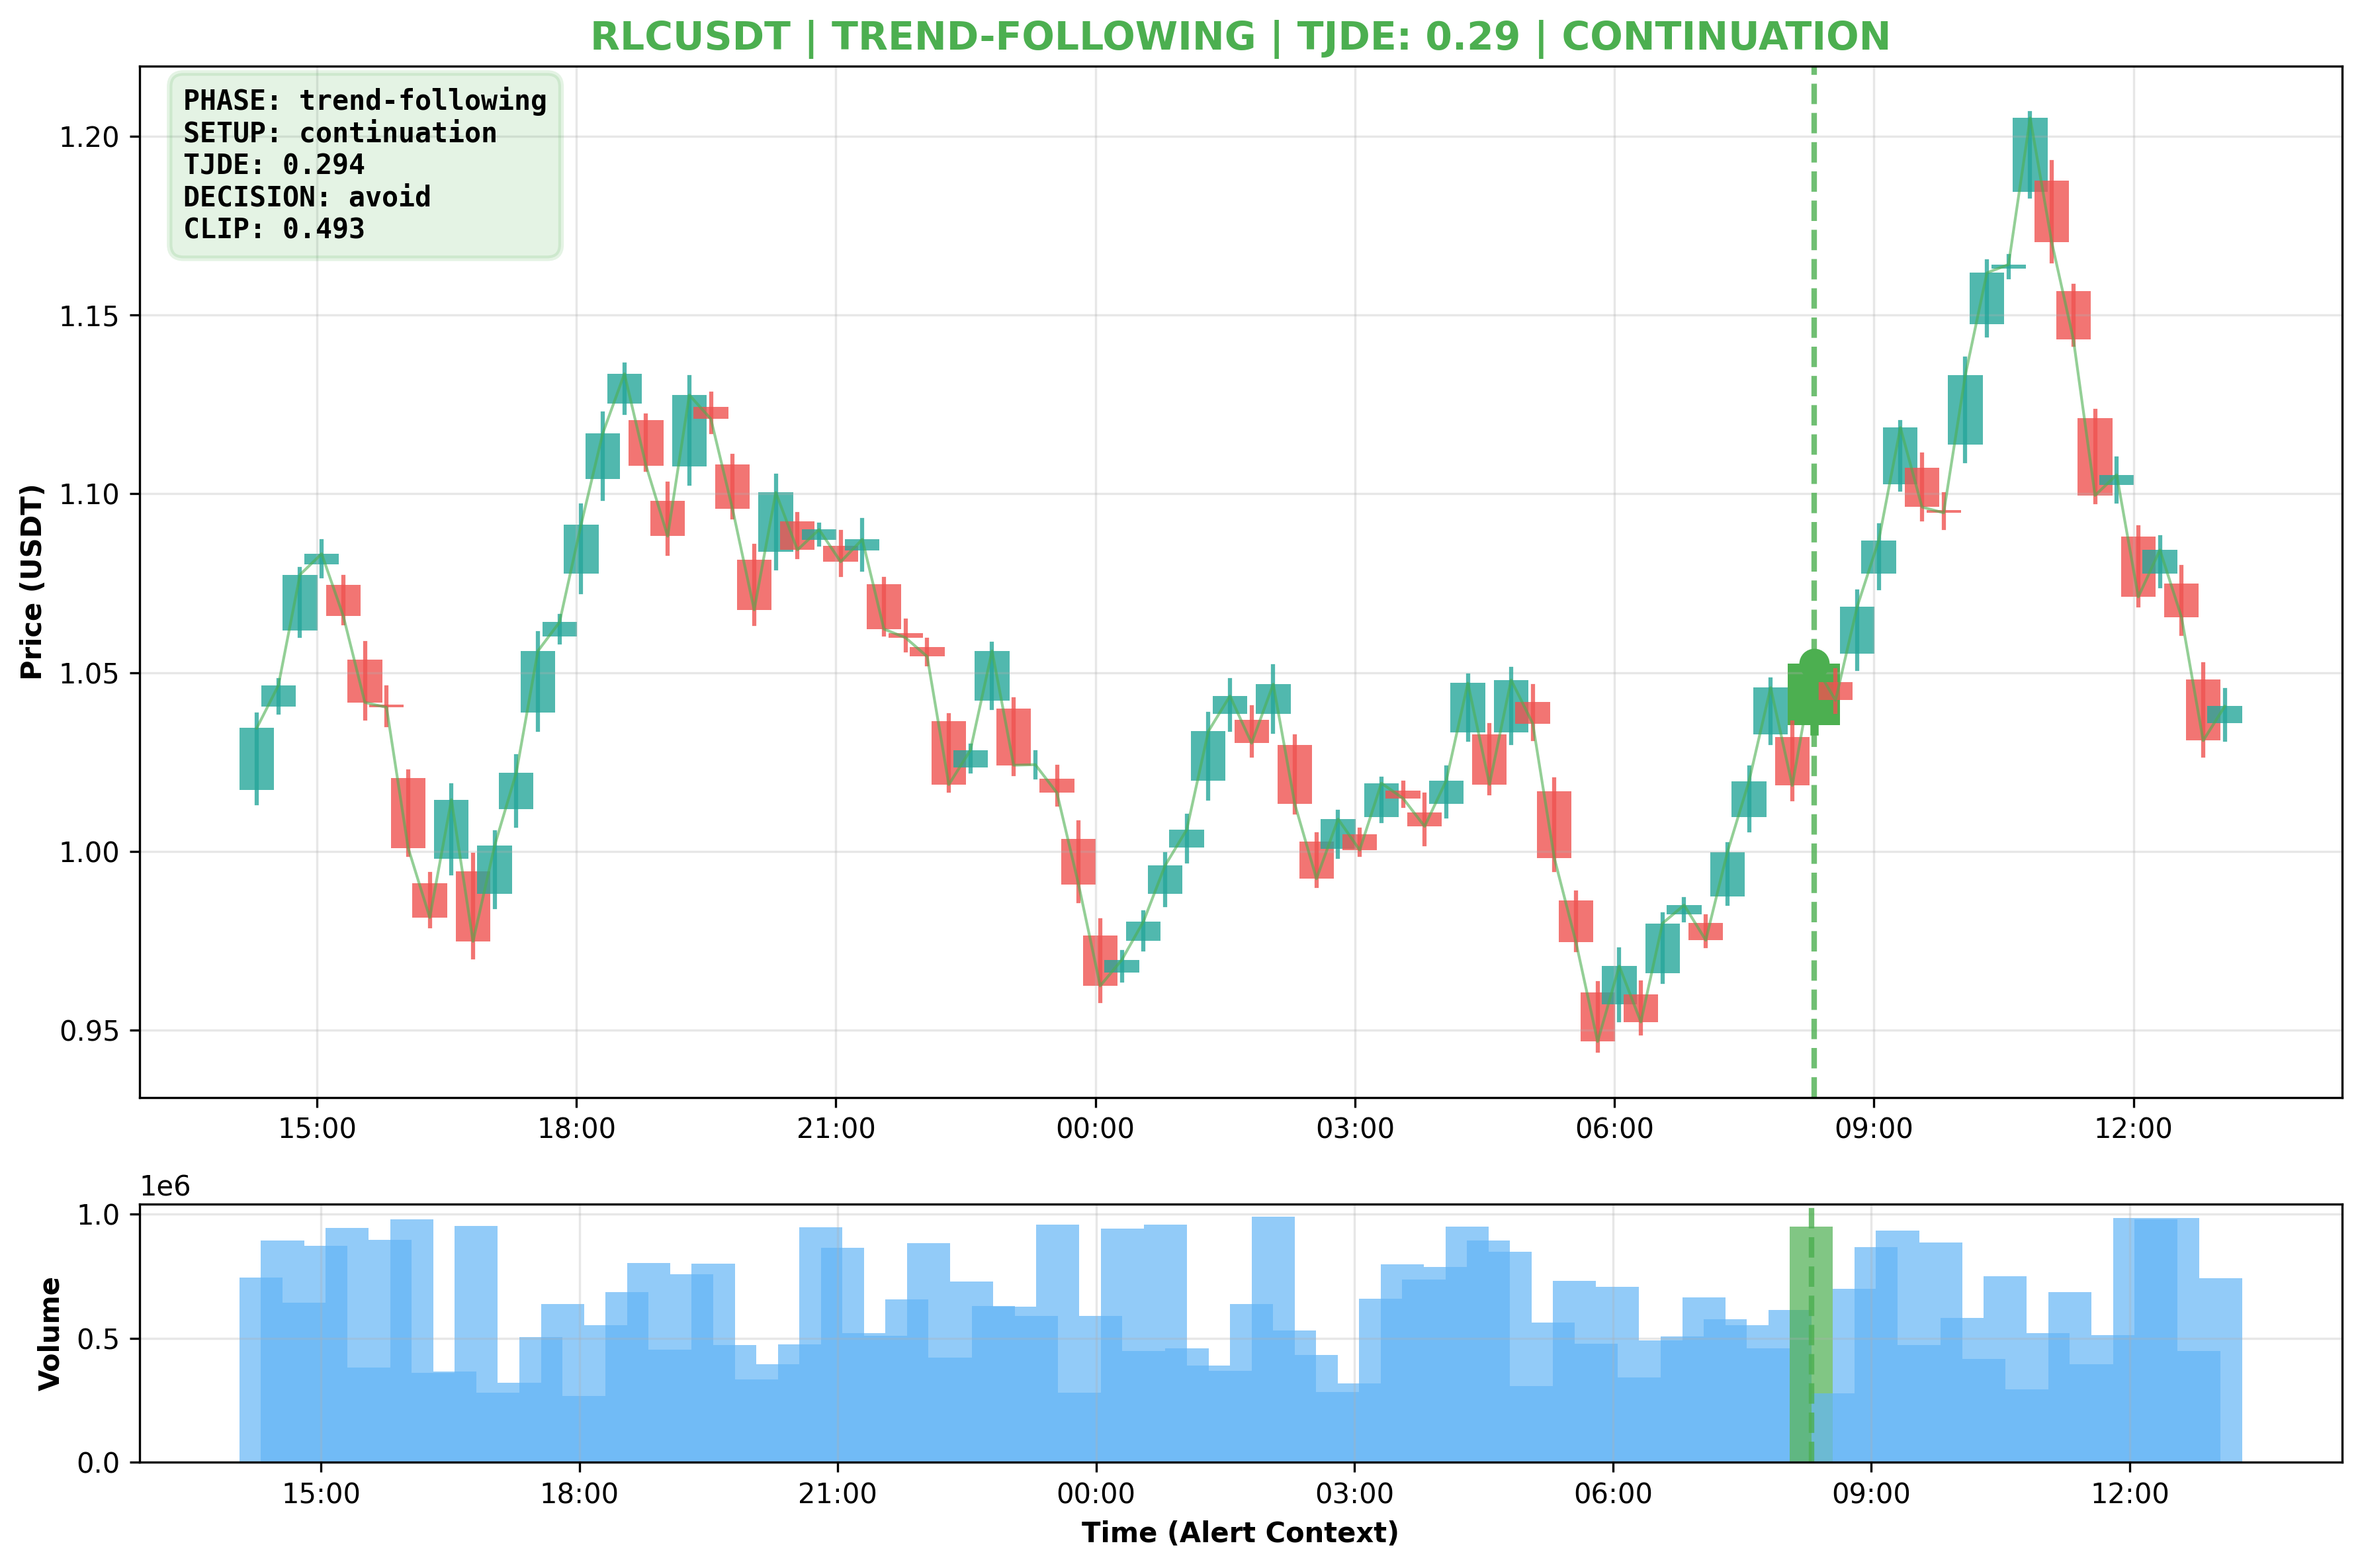 RLCUSDT | TREND-FOLLOWING | TJDE: 0.29 | CONTINUATION
PHASE: trend-following
SETUP: continuation
TJDE: 0.294
DECISION: avoid
CLIP: 0.493
Price (USDT)
1.20
1.15
1.10
1.05
1.00
0.95
15:00 18:00 21:00 00:00 03:00 06:00 09:00 12:00
1e6
Volume
1.0
0.5
0.0
15:00 18:00 21:00 00:00 03:00 06:00 09:00 12:00
Time (Alert Context)